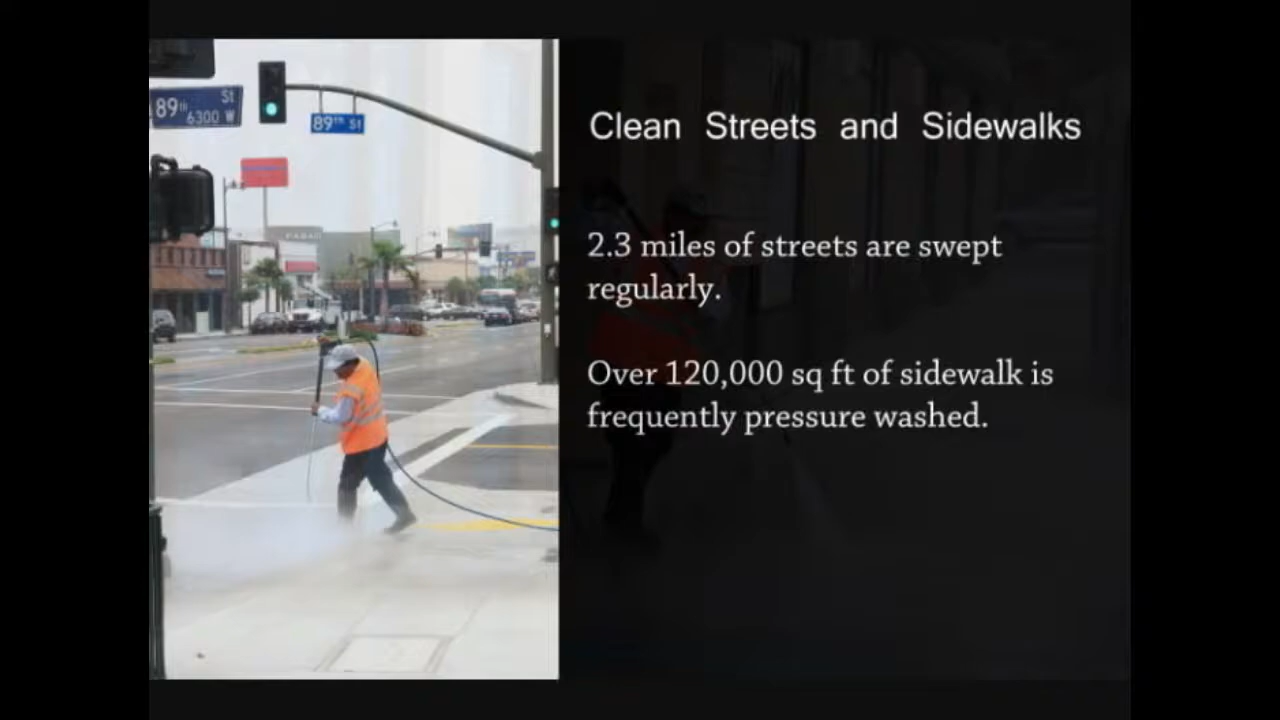 89th St
6300 W
89th St
Clean Streets and Sidewalks
2.3 miles of streets are swept
regularly.
Over 120,000 sq ft of sidewalk is
frequently pressure washed.